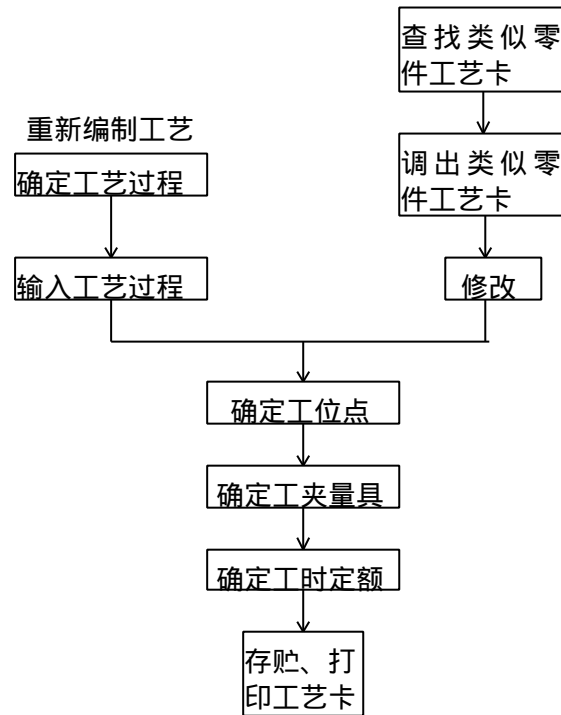 查找类似零
件工艺卡
重新编制工艺
确定工艺过程
调出类似零
件工艺卡
输入工艺过程
修改
确定工位点
确定工夹量具
确定工时定额
存贮、打
印工艺卡